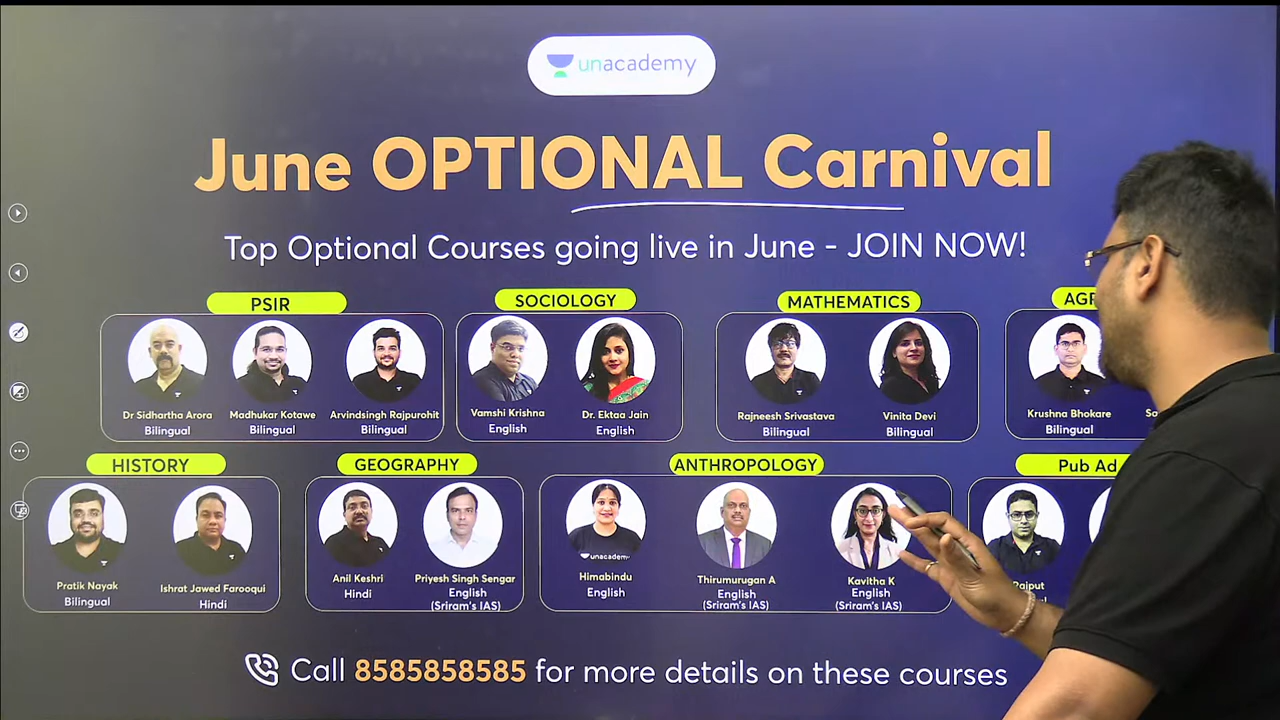 unacademy
June OPTIONAL Carnival
Top Optional Courses going live in June - JOIN NOW!
PSIR
SOCIOLOGY
MATHEMATICS
Dr Sidhartha Arora
Bilingual
Madhukar Kotawe
Bilingual
Arvindsingh Rajpurohit
Bilingual
Vamshi Krishna
English
Dr. Ektaa Jain
English
Rajneesh Srivastava
Bilingual
Vinita Devi
Bilingual
Krushna Bhokare
Bilingual
HISTORY
GEOGRAPHY
ANTHROPOLOGY
Pub Ad
Pratik Nayak
Bilingual
Ishrat Jawed Farooqui
Hindi
Anil Keshri
Hindi
Priyesh Singh Sengar
English
(Sriram's IAS)
unacademy
Himabindu
English
Thirumurugan A
English
(Sriram's IAS)
Kavitha K
English
(Sriram's IAS)
Call 8585858585 for more details on these courses